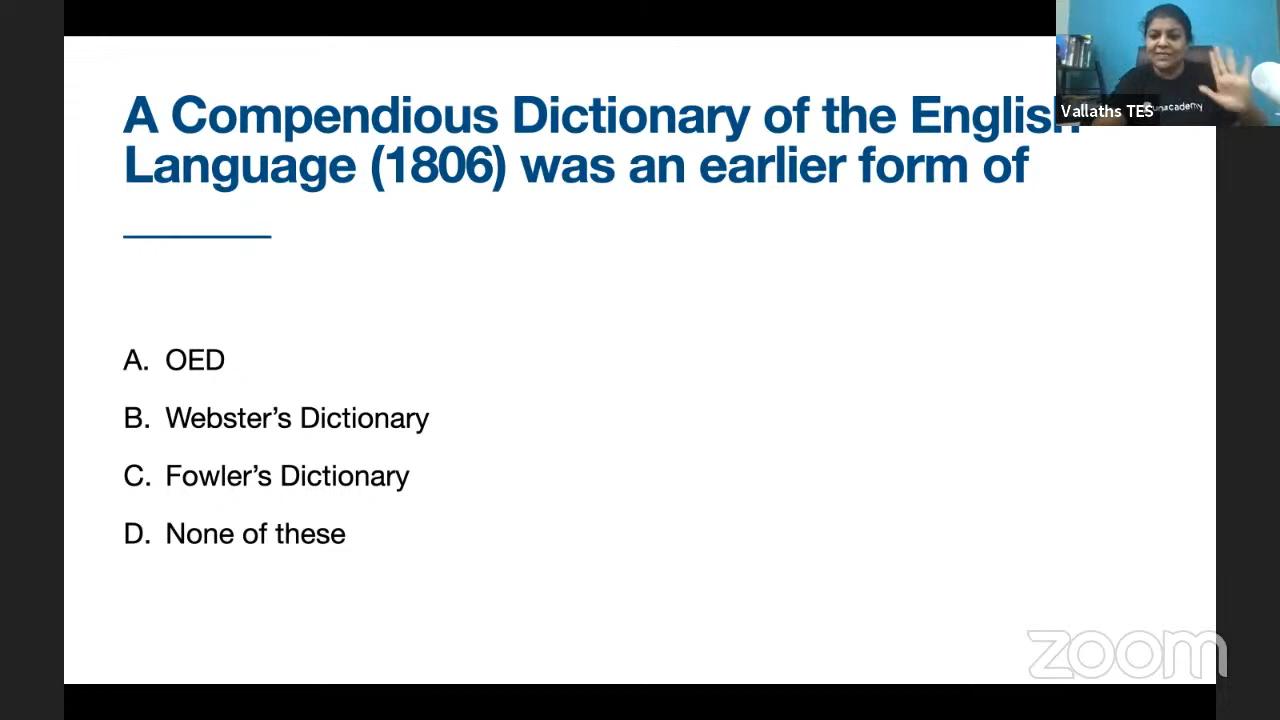 A Compendious Dictionary of the English
Language (1806) was an earlier form of
A. OED
B. Webster’s Dictionary
C. Fowler’s Dictionary
D. None of these
Vallaths TES
unacademy
zoom